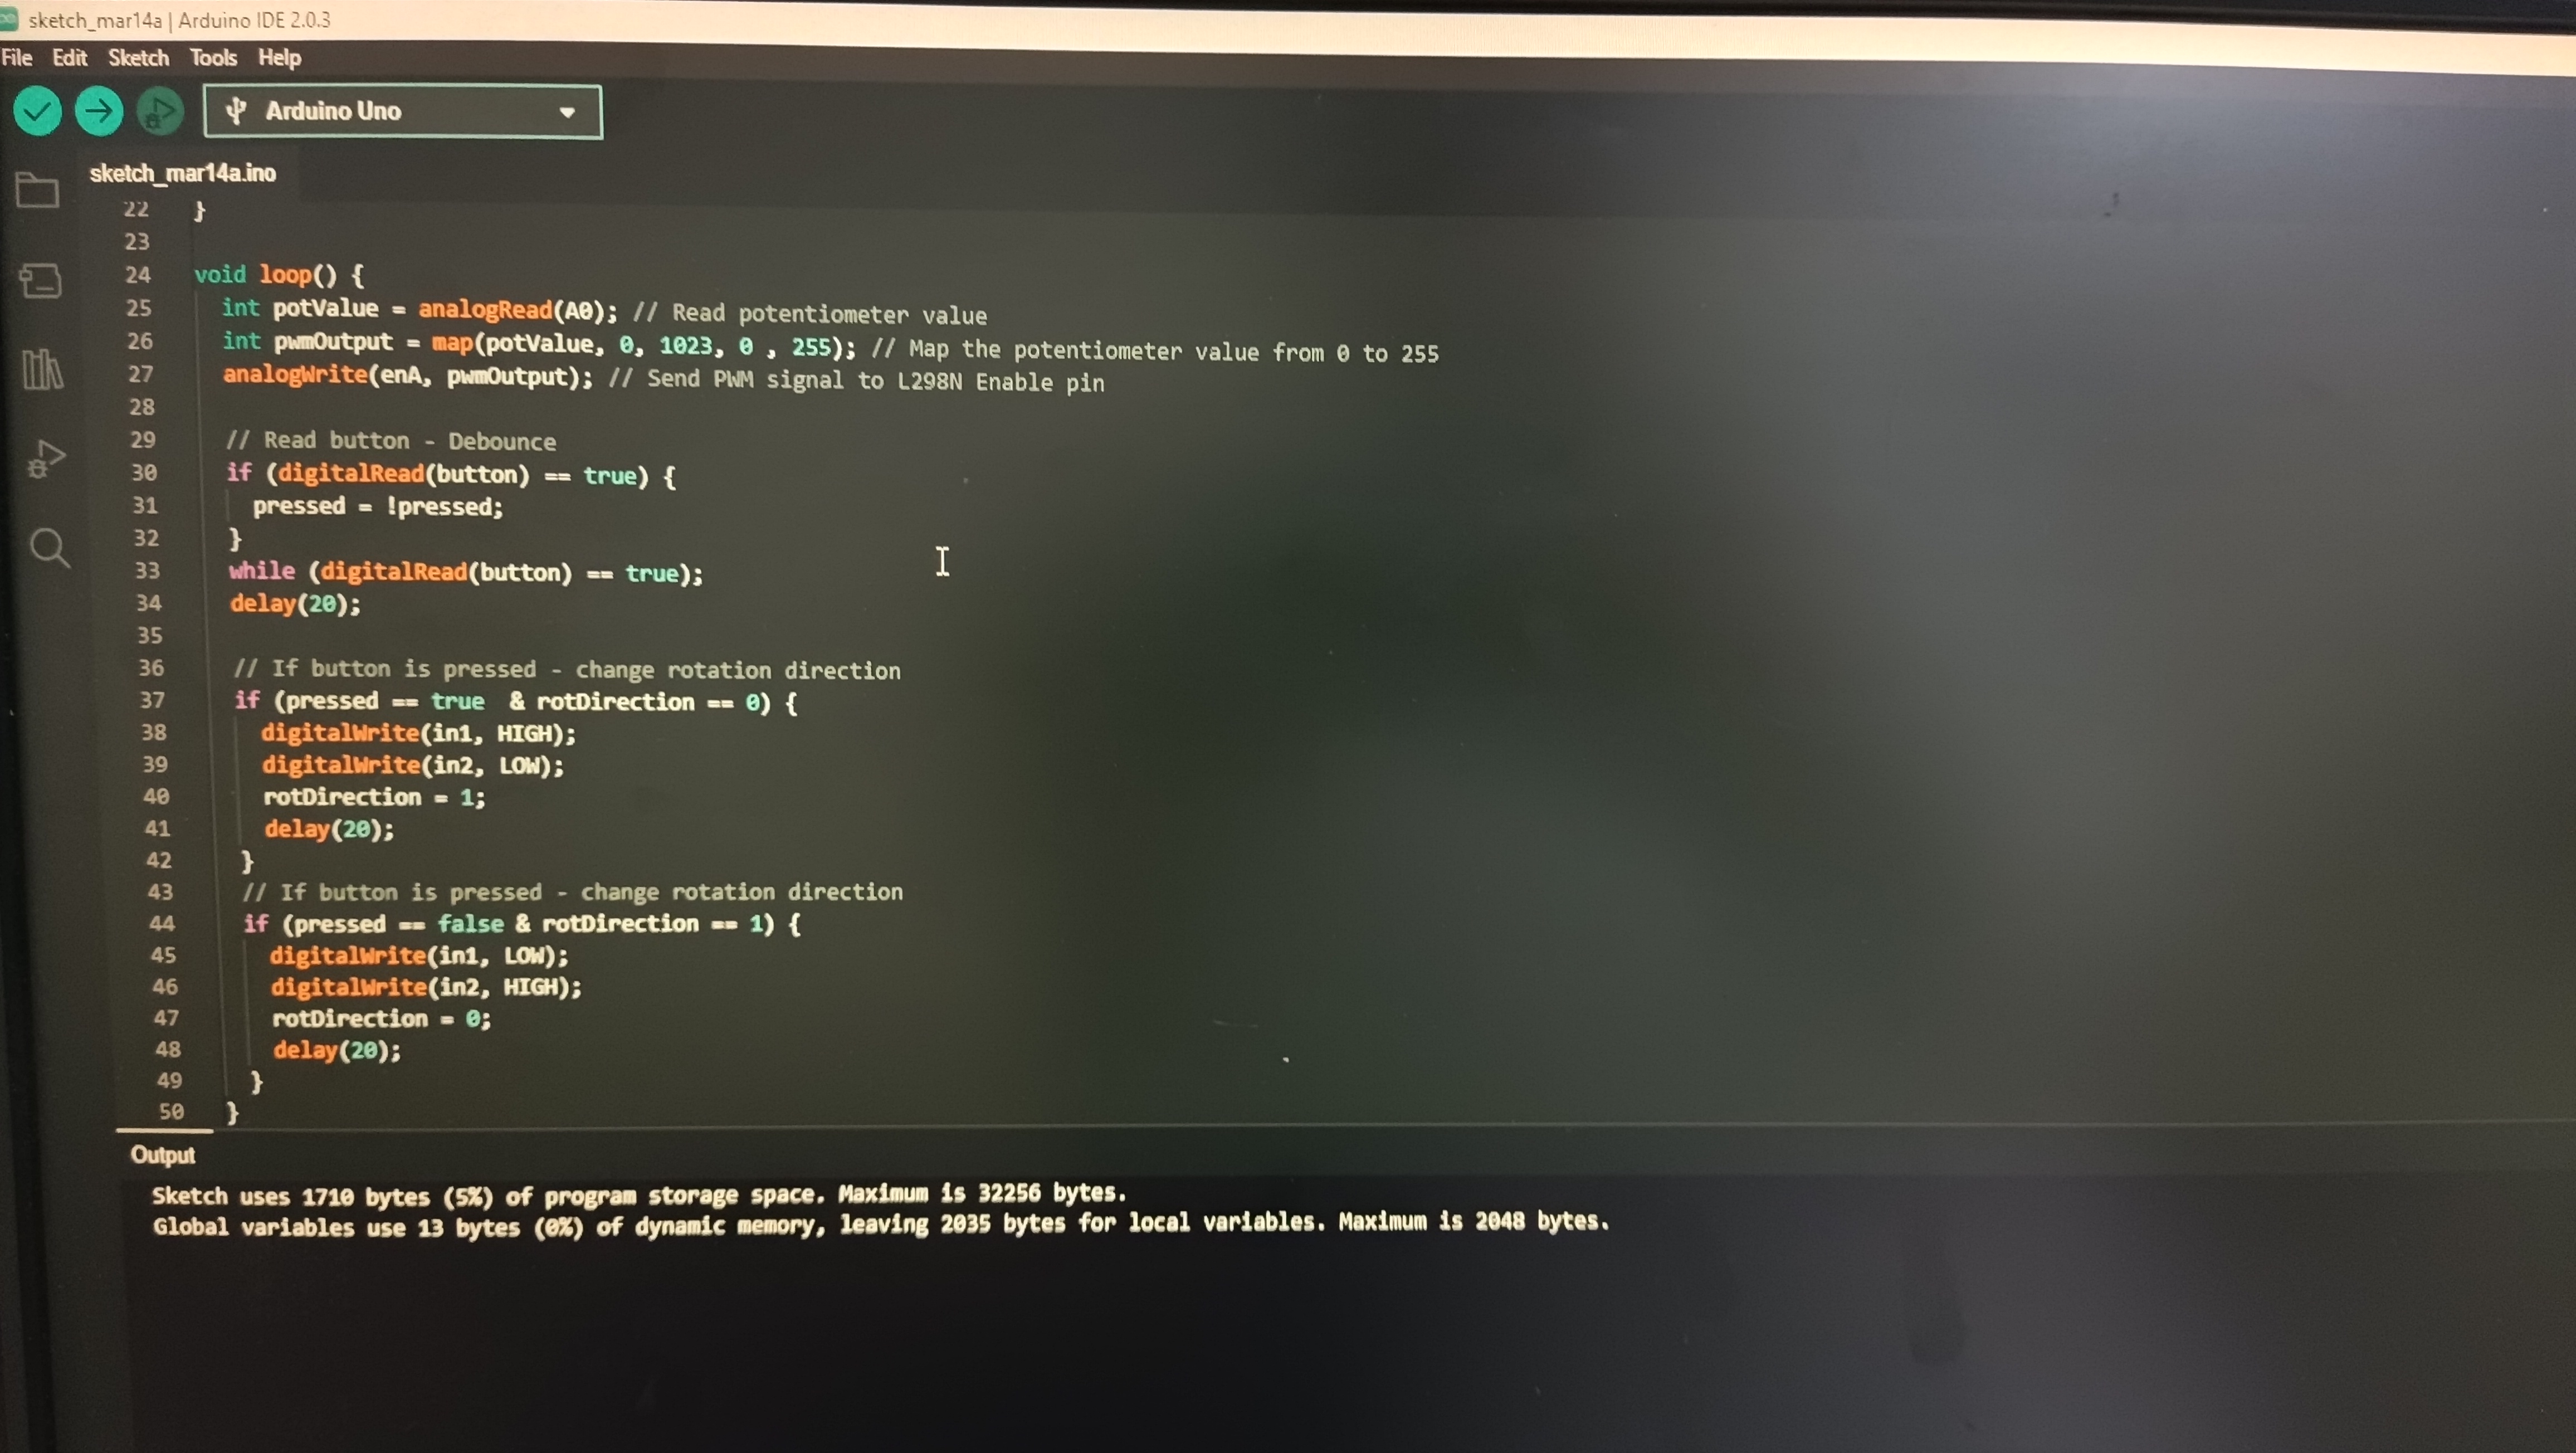 sketch_mar14a | Arduino IDE 2.0.3
File Edit Sketch Tools Help
Arduino Uno
sketch_mar14a.ino
22 }
23
24 void loop() {
25 int potValue = analogRead(A0); // Read potentiometer value
26 int pwmOutput = map(potValue, 0, 1023, 0 , 255); // Map the potentiometer value from 0 to 255
27 analogWrite(enA, pwmOutput); // Send PWM signal to L298N Enable pin
28
29 // Read button - Debounce
30 if (digitalRead(button) == true) {
31 pressed = !pressed;
32 }
33 while (digitalRead(button) == true);
34 delay(20);
35
36 // If button is pressed - change rotation direction
37 if (pressed == true  & rotDirection == 0) {
38 digitalWrite(in1, HIGH);
39 digitalWrite(in2, LOW);
40 rotDirection = 1;
41 delay(20);
42 }
43 // If button is pressed - change rotation direction
44 if (pressed == false & rotDirection == 1) {
45 digitalWrite(in1, LOW);
46 digitalWrite(in2, HIGH);
47 rotDirection = 0;
48 delay(20);
49 }
50 }
Output
Sketch uses 1710 bytes (5%) of program storage space. Maximum is 32256 bytes.
Global variables use 13 bytes (0%) of dynamic memory, leaving 2035 bytes for local variables. Maximum is 2048 bytes.